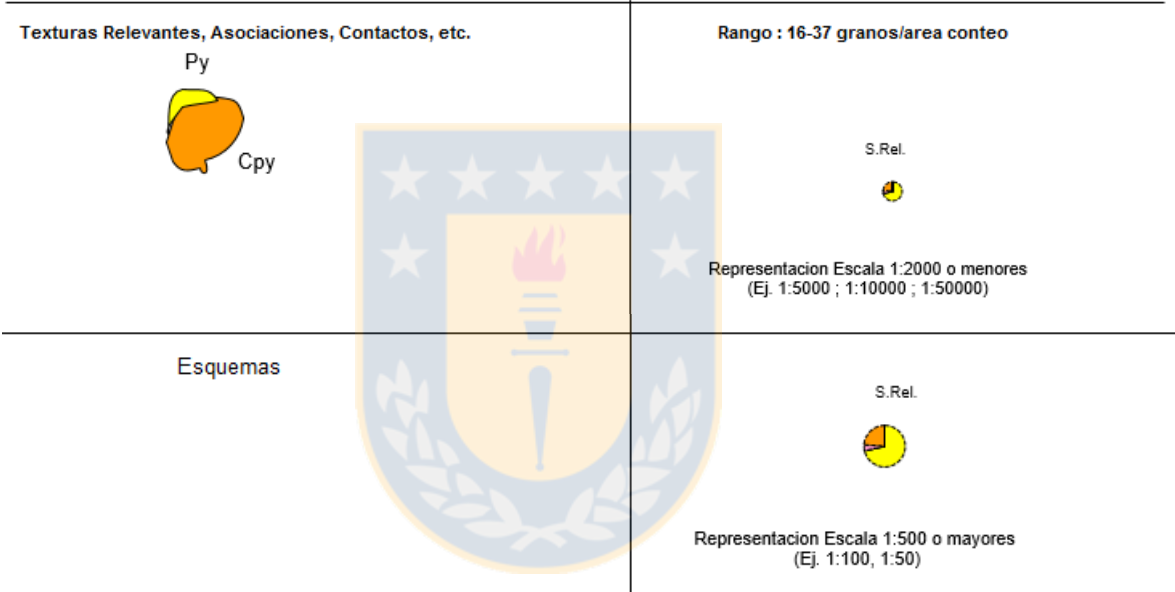 Texturas Relevantes, Asociaciones, Contactos, etc.
Py
Cpy
Rango : 16-37 granos/area conteo
S.Rel.
Representacion Escala 1:2000 o menores
(Ej. 1:5000 ; 1:10000 ; 1:50000)
Esquemas
S.Rel.
Representacion Escala 1:500 o mayores
(Ej. 1:100, 1:50)